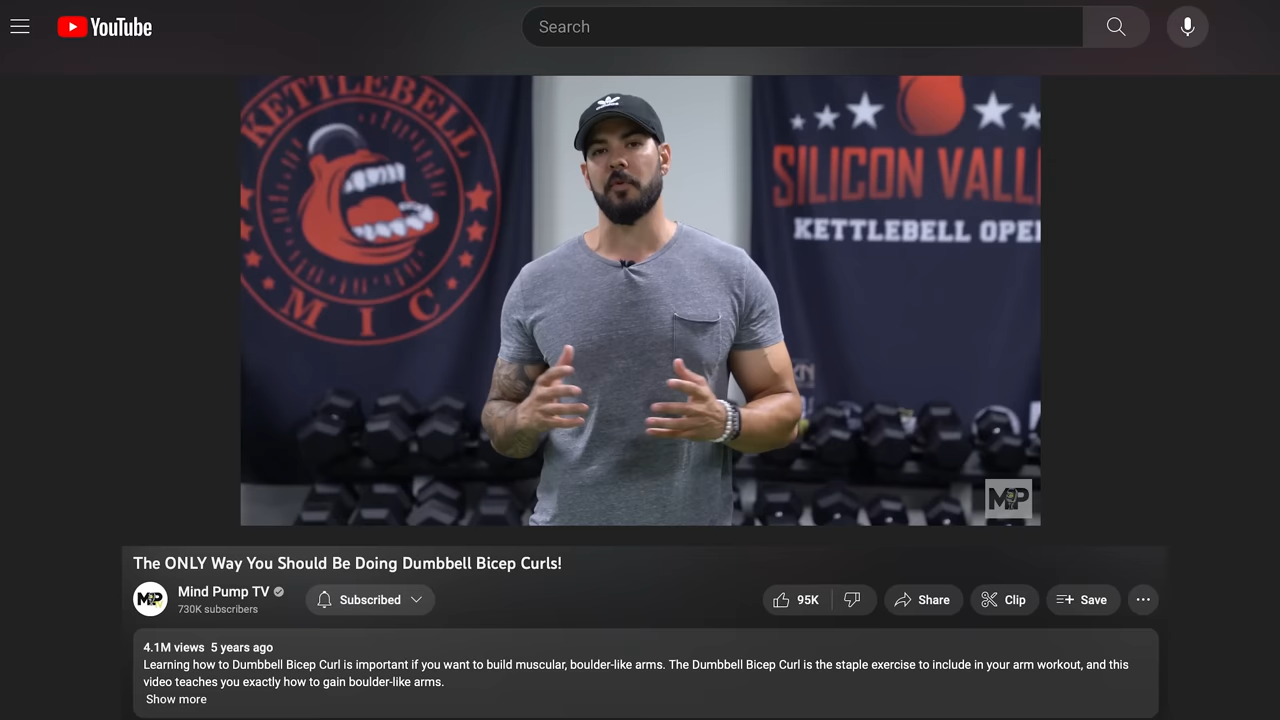 YouTube
Search
KETTLEBELL
MIC
SILICON VALL
KETTLEBELL OPE
MP
The ONLY Way You Should Be Doing Dumbbell Bicep Curls!
Mind Pump TV
730K subscribers
Subscribed
95K
Share
Clip
Save
4.1M views 5 years ago
Learning how to Dumbbell Bicep Curl is important if you want to build muscular, boulder-like arms. The Dumbbell Bicep Curl is the staple exercise to include in your arm workout, and this
video teaches you exactly how to gain boulder-like arms.
Show more